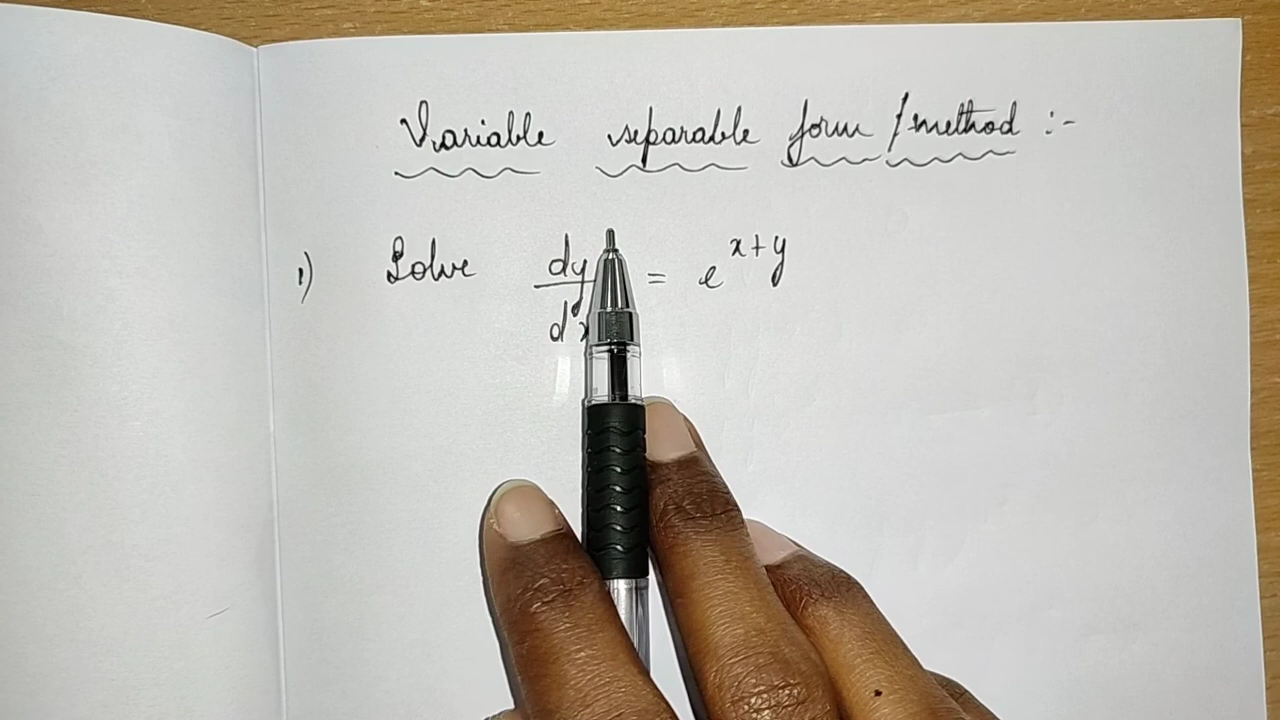 Variable separable form / method :-
1) Solve dy/dx = e^{x+y}